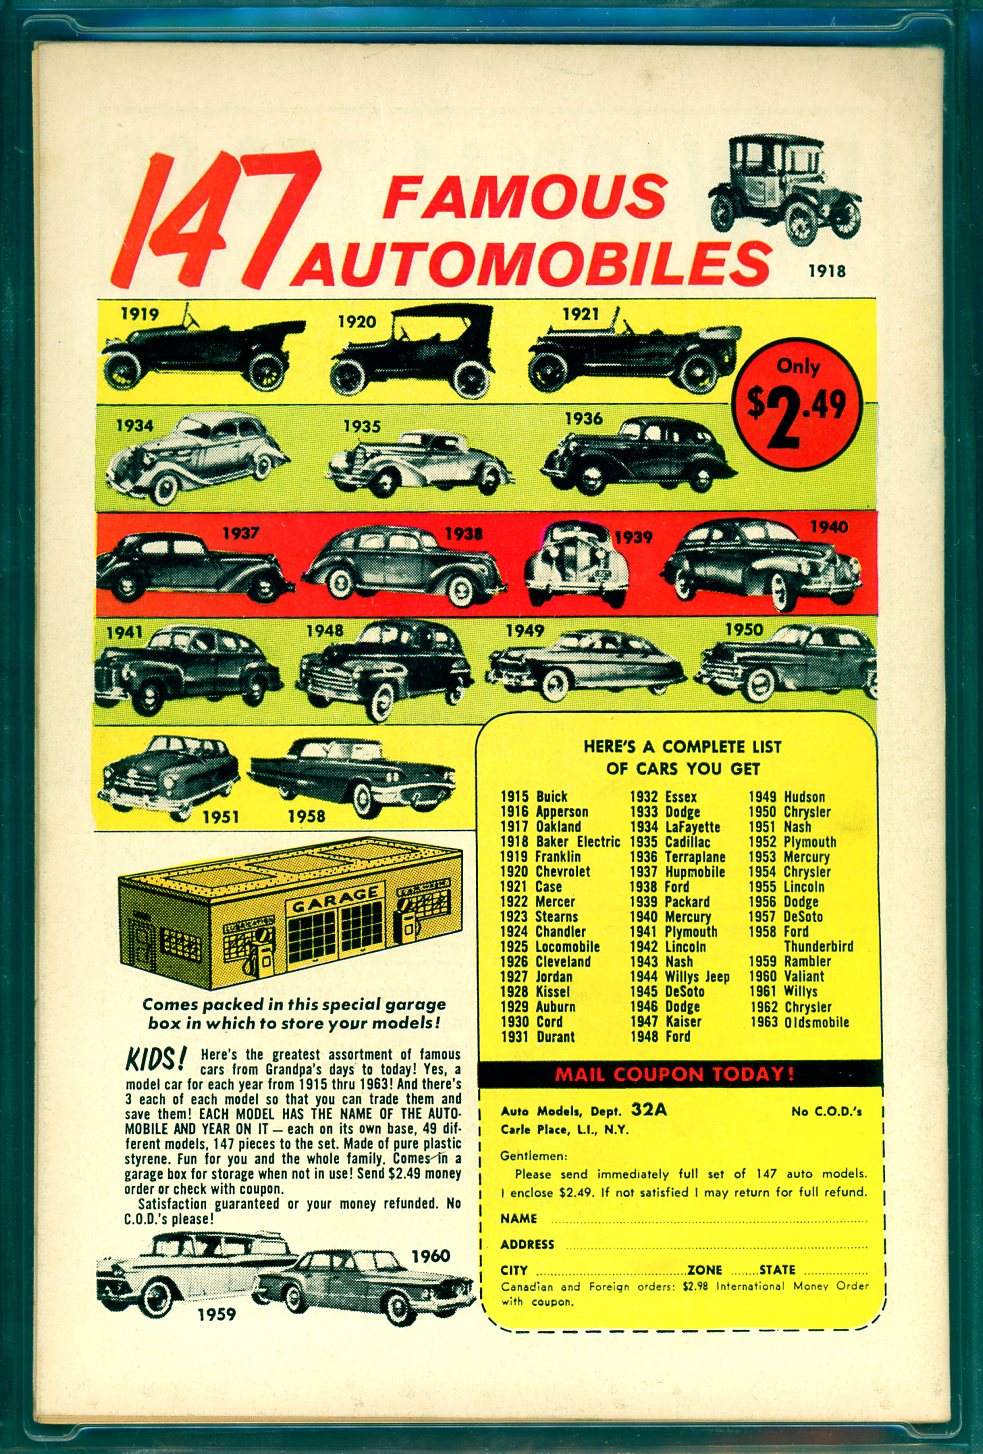 147 FAMOUS
AUTOMOBILES
1918
1919
1920
1921
Only
$2.49
1934
1935
1936
1937
1938
1939
1940
1941
1948
1949
1950
1951
1958
HERE'S A COMPLETE LIST
OF CARS YOU GET
1915 Buick
1916 Apperson
1917 Oakland
1918 Baker Electric
1919 Franklin
1920 Chevrolet
1921 Case
1922 Mercer
1923 Stearns
1924 Chandler
1925 Locomobile
1926 Cleveland
1927 Jordan
1928 Kissel
1929 Auburn
1930 Cord
1931 Durant
1932 Essex
1933 Dodge
1934 LaFayette
1935 Cadillac
1936 Terraplane
1937 Hupmobile
1938 Ford
1939 Packard
1940 Mercury
1941 Plymouth
1942 Lincoln
1943 Nash
1944 Willys Jeep
1945 DeSoto
1946 Dodge
1947 Kaiser
1948 Ford
1949 Hudson
1950 Chrysler
1951 Nash
1952 Plymouth
1953 Mercury
1954 Chrysler
1955 Lincoln
1956 Dodge
1957 DeSoto
1958 Ford
Thunderbird
1959 Rambler
1960 Valiant
1961 Willys
1962 Chrysler
1963 Oldsmobile
LUBRICATION
GARAGE
CAR WASH
Comes packed in this special garage
box in which to store your models!
KIDS! Here's the greatest assortment of famous
cars from Grandpa's days to today! Yes, a
model car for each year from 1915 thru 1963! And there's
3 each of each model so that you can trade them and
save them! EACH MODEL HAS THE NAME OF THE AUTO-
MOBILE AND YEAR ON IT — each on its own base, 49 dif-
ferent models, 147 pieces to the set. Made of pure plastic
styrene. Fun for you and the whole family. Comes in a
garage box for storage when not in use! Send $2.49 money
order or check with coupon.
Satisfaction guaranteed or your money refunded. No
C.O.D.'s please!
1959
1960
MAIL COUPON TODAY!
Auto Models, Dept. 32A No C.O.D.'s
Carle Place, L.I., N.Y.
Gentlemen:
Please send immediately full set of 147 auto models.
I enclose $2.49. If not satisfied I may return for full refund.
NAME
ADDRESS
CITY ZONE STATE
Canadian and Foreign orders: $2.98 International Money Order
with coupon.